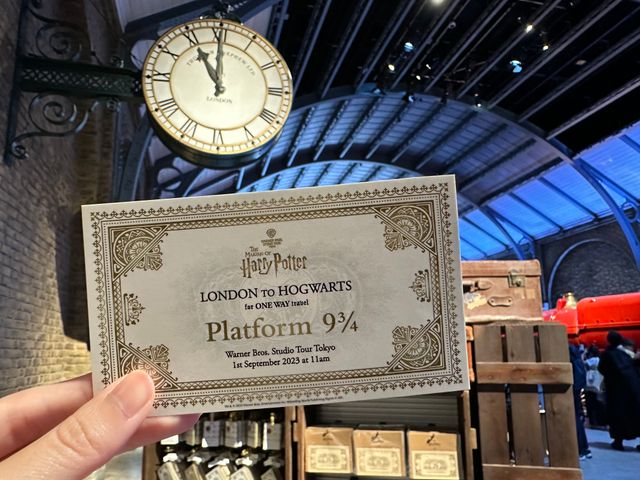 LONDON
THE MAKING OF
Harry Potter
LONDON TO HOGWARTS
for ONE WAY travel
Platform 9¾
Warner Bros. Studio Tour Tokyo
1st September 2023 at 11am